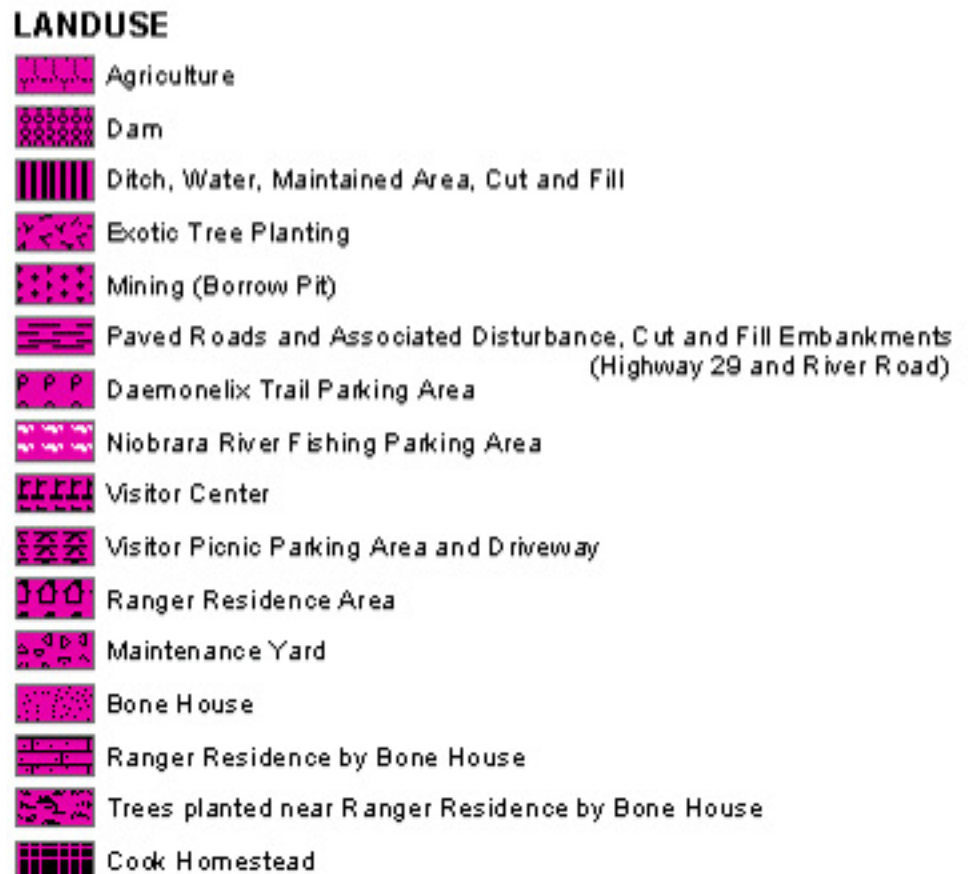 LANDUSE
Agriculture
Dam
Ditch, Water, Maintained Area, Cut and Fill
Exotic Tree Planting
Mining (Borrow Pit)
Paved Roads and Associated Disturbance, Cut and Fill Embankments
(Highway 29 and River Road)
Daemonelix Trail Parking Area
Niobrara River Fishing Parking Area
Visitor Center
Visitor Picnic Parking Area and Driveway
Ranger Residence Area
Maintenance Yard
Bone House
Ranger Residence by Bone House
Trees planted near Ranger Residence by Bone House
Cook Homestead